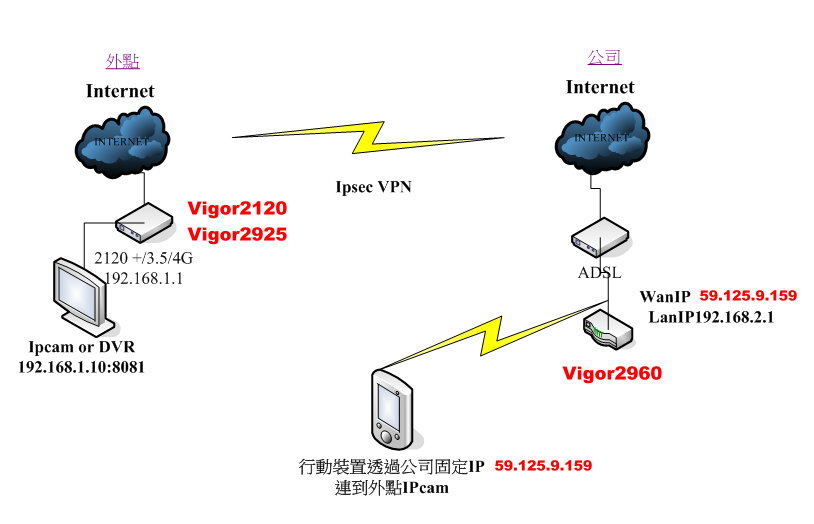 外點
Internet
INTERNET
Vigor2120
Vigor2925
2120 +/3.5/4G
192.168.1.1
Ipcam or DVR
192.168.1.10:8081
Ipsec VPN
公司
Internet
INTERNET
ADSL
WanIP 59.125.9.159
LanIP192.168.2.1
Vigor2960
行動裝置透過公司固定IP 59.125.9.159
連到外點IPcam